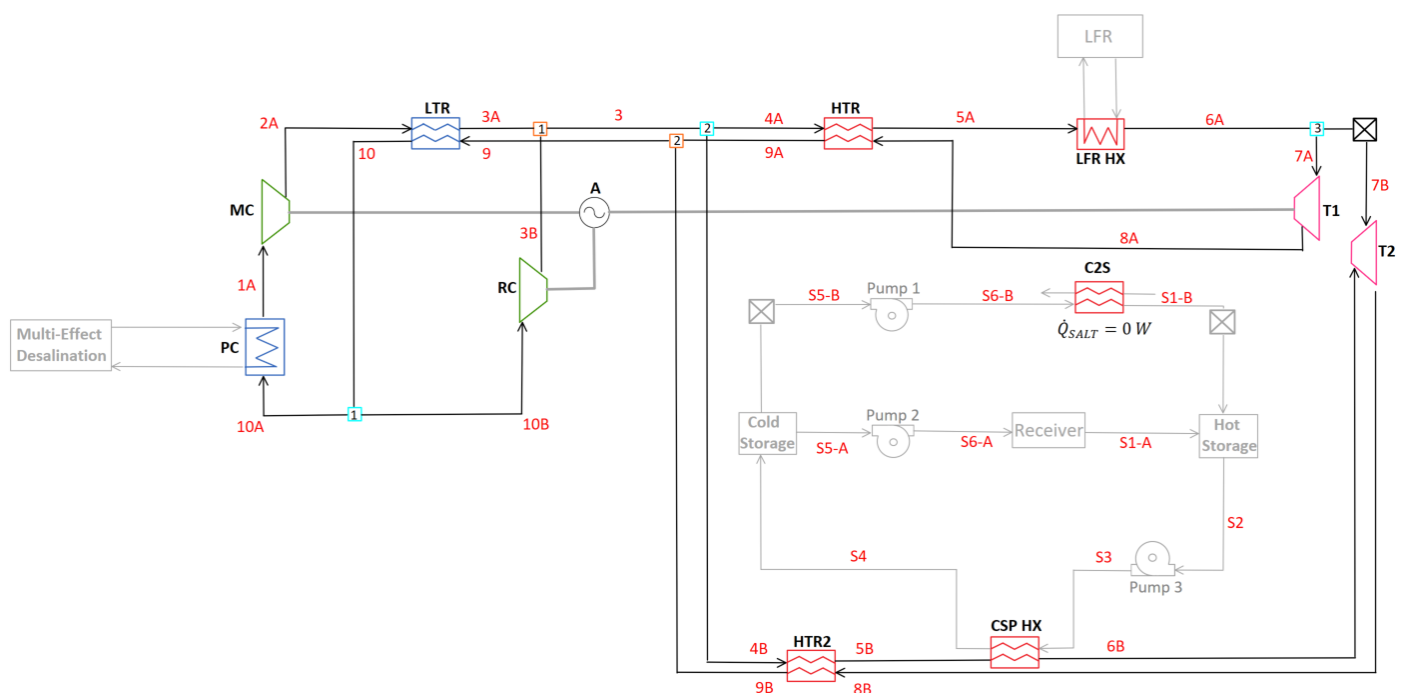 LFR
LTR
3A
3
HTR
2A
4A
5A
6A
1
2
3
2
LFR HX
10
9
9A
7A
7B
A
MC
T1
3B
8A
T2
1A
RC
C2S
Pump 1
S5-B
S6-B
S1-B
Multi-Effect
Desalination
PC
Q̇SALT = 0 W
10A
1
10B
Cold
Storage
Pump 2
S5-A
S6-A
Receiver
S1-A
Hot
Storage
S2
S4
S3
Pump 3
CSP HX
HTR2
4B
5B
6B
9B
8B